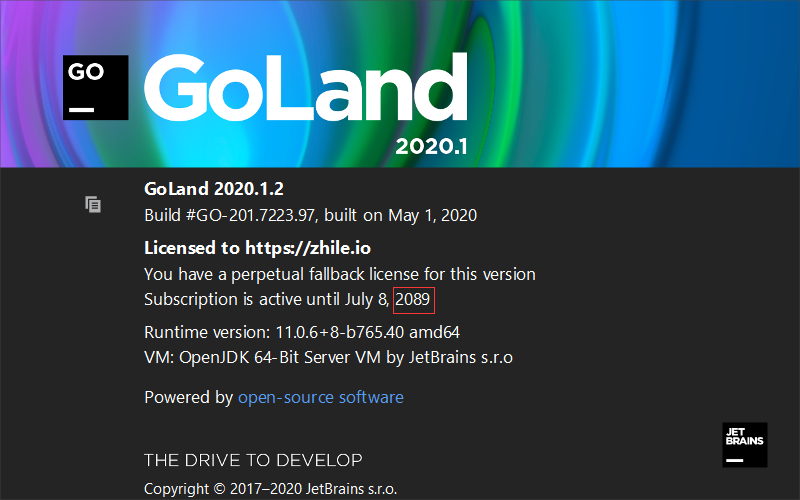 GO
GoLand
2020.1
GoLand 2020.1.2
Build #GO-201.7223.97, built on May 1, 2020
Licensed to https://zhile.io
You have a perpetual fallback license for this version
Subscription is active until July 8, 2089
Runtime version: 11.0.6+8-b765.40 amd64
VM: OpenJDK 64-Bit Server VM by JetBrains s.r.o
Powered by open-source software
JET
BRAINS
THE DRIVE TO DEVELOP
Copyright © 2017–2020 JetBrains s.r.o.